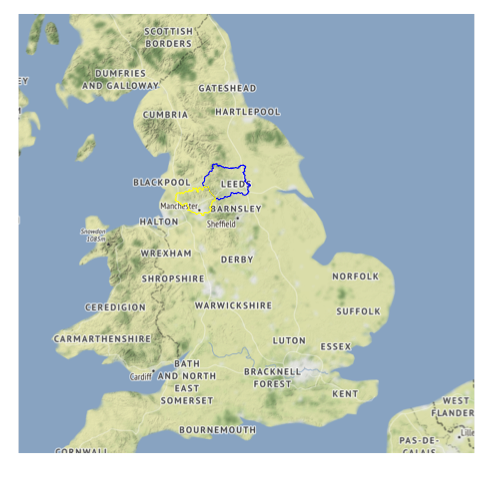 SCOTTISH
BORDERS
DUMFRIES
AND GALLOWAY
EY
GATESHEAD
CUMBRIA
HARTLEPOOL
BLACKPOOL
LEEDS
Manchester
BARNSLEY
HALTON
Sheffield
Snowdon
1085m
WREXHAM
DERBY
NORFOLK
SHROPSHIRE
CEREDIGION
WARWICKSHIRE
SUFFOLK
CARMARTHENSHIRE
LUTON
ESSEX
BATH
AND NORTH
EAST
SOMERSET
Cardiff
BRACKNELL
FOREST
KENT
WEST
FLANDER
BOURNEMOUTH
Lille
PAS-DE-
CALAIS
CORNWALL